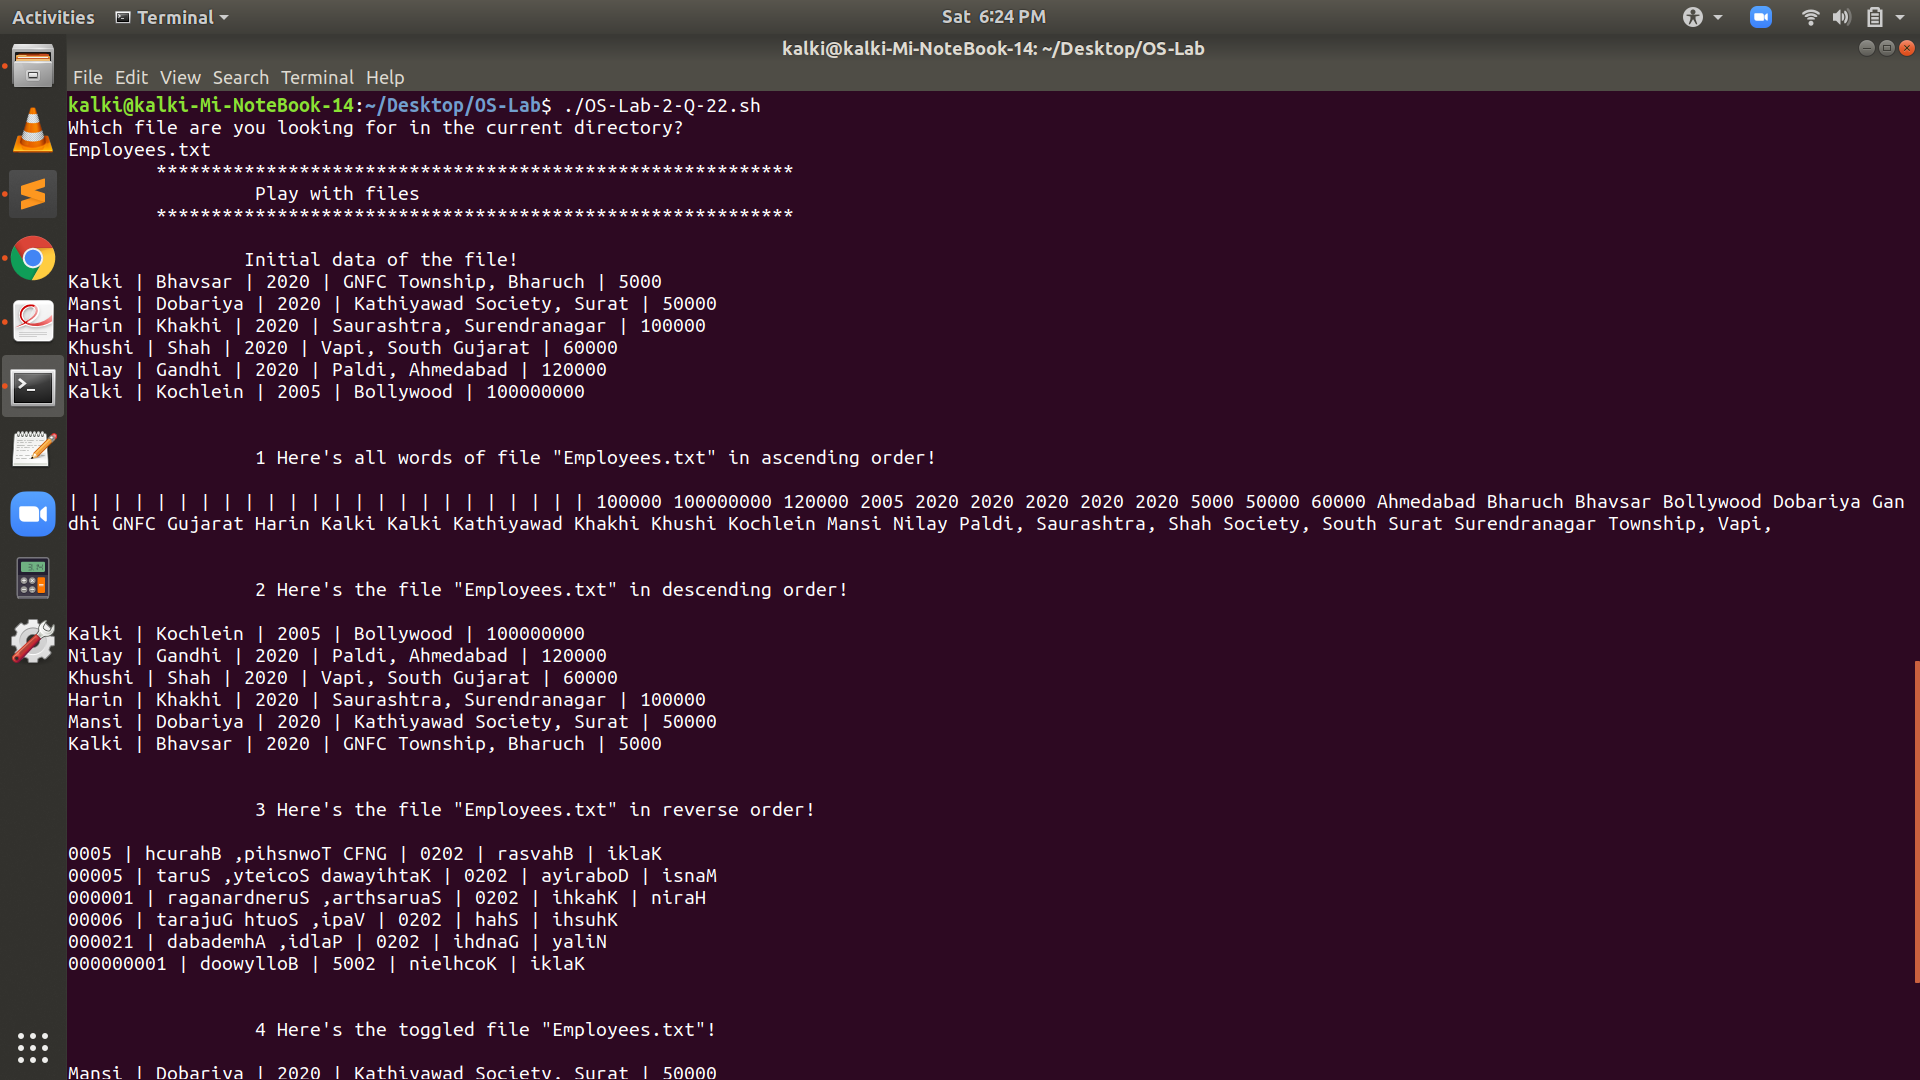 Activities Terminal Sat 6:24 PM
kalki@kalki-Mi-NoteBook-14: ~/Desktop/OS-Lab
File Edit View Search Terminal Help
kalki@kalki-Mi-NoteBook-14:~/Desktop/OS-Lab$ ./OS-Lab-2-Q-22.sh
Which file are you looking for in the current directory?
Employees.txt
**********************************************************
Play with files
**********************************************************
Initial data of the file!
Kalki | Bhavsar | 2020 | GNFC Township, Bharuch | 5000
Mansi | Dobariya | 2020 | Kathiyawad Society, Surat | 50000
Harin | Khakhi | 2020 | Saurashtra, Surendranagar | 100000
Khushi | Shah | 2020 | Vapi, South Gujarat | 60000
Nilay | Gandhi | 2020 | Paldi, Ahmedabad | 120000
Kalki | Kochlein | 2005 | Bollywood | 100000000
1 Here's all words of file "Employees.txt" in ascending order!
| | | | | | | | | | | | | | | | | | | | | | | | 100000 100000000 120000 2005 2020 2020 2020 2020 2020 5000 50000 60000 Ahmedabad Bharuch Bhavsar Bollywood Dobariya Gan
dhi GNFC Gujarat Harin Kalki Kalki Kathiyawad Khakhi Khushi Kochlein Mansi Nilay Paldi, Saurashtra, Shah Society, South Surat Surendranagar Township, Vapi,
2 Here's the file "Employees.txt" in descending order!
Kalki | Kochlein | 2005 | Bollywood | 100000000
Nilay | Gandhi | 2020 | Paldi, Ahmedabad | 120000
Khushi | Shah | 2020 | Vapi, South Gujarat | 60000
Harin | Khakhi | 2020 | Saurashtra, Surendranagar | 100000
Mansi | Dobariya | 2020 | Kathiyawad Society, Surat | 50000
Kalki | Bhavsar | 2020 | GNFC Township, Bharuch | 5000
3 Here's the file "Employees.txt" in reverse order!
0005 | hcurahB ,pihsnwoT CFNG | 0202 | rasvahB | iklaK
00005 | taruS ,yteicoS dawayihtaK | 0202 | ayiraboD | isnaM
000001 | raganardneruS ,arthsaruaS | 0202 | ihkahK | niraH
00006 | tarajuG htuoS ,ipaV | 0202 | hahS | ihsuhK
000021 | dabademhA ,idlaP | 0202 | ihdnaG | yaliN
000000001 | doowylloB | 5002 | nielhcoK | iklaK
4 Here's the toggled file "Employees.txt"!
Mansi | Dobariya | 2020 | Kathiyawad Society, Surat | 50000